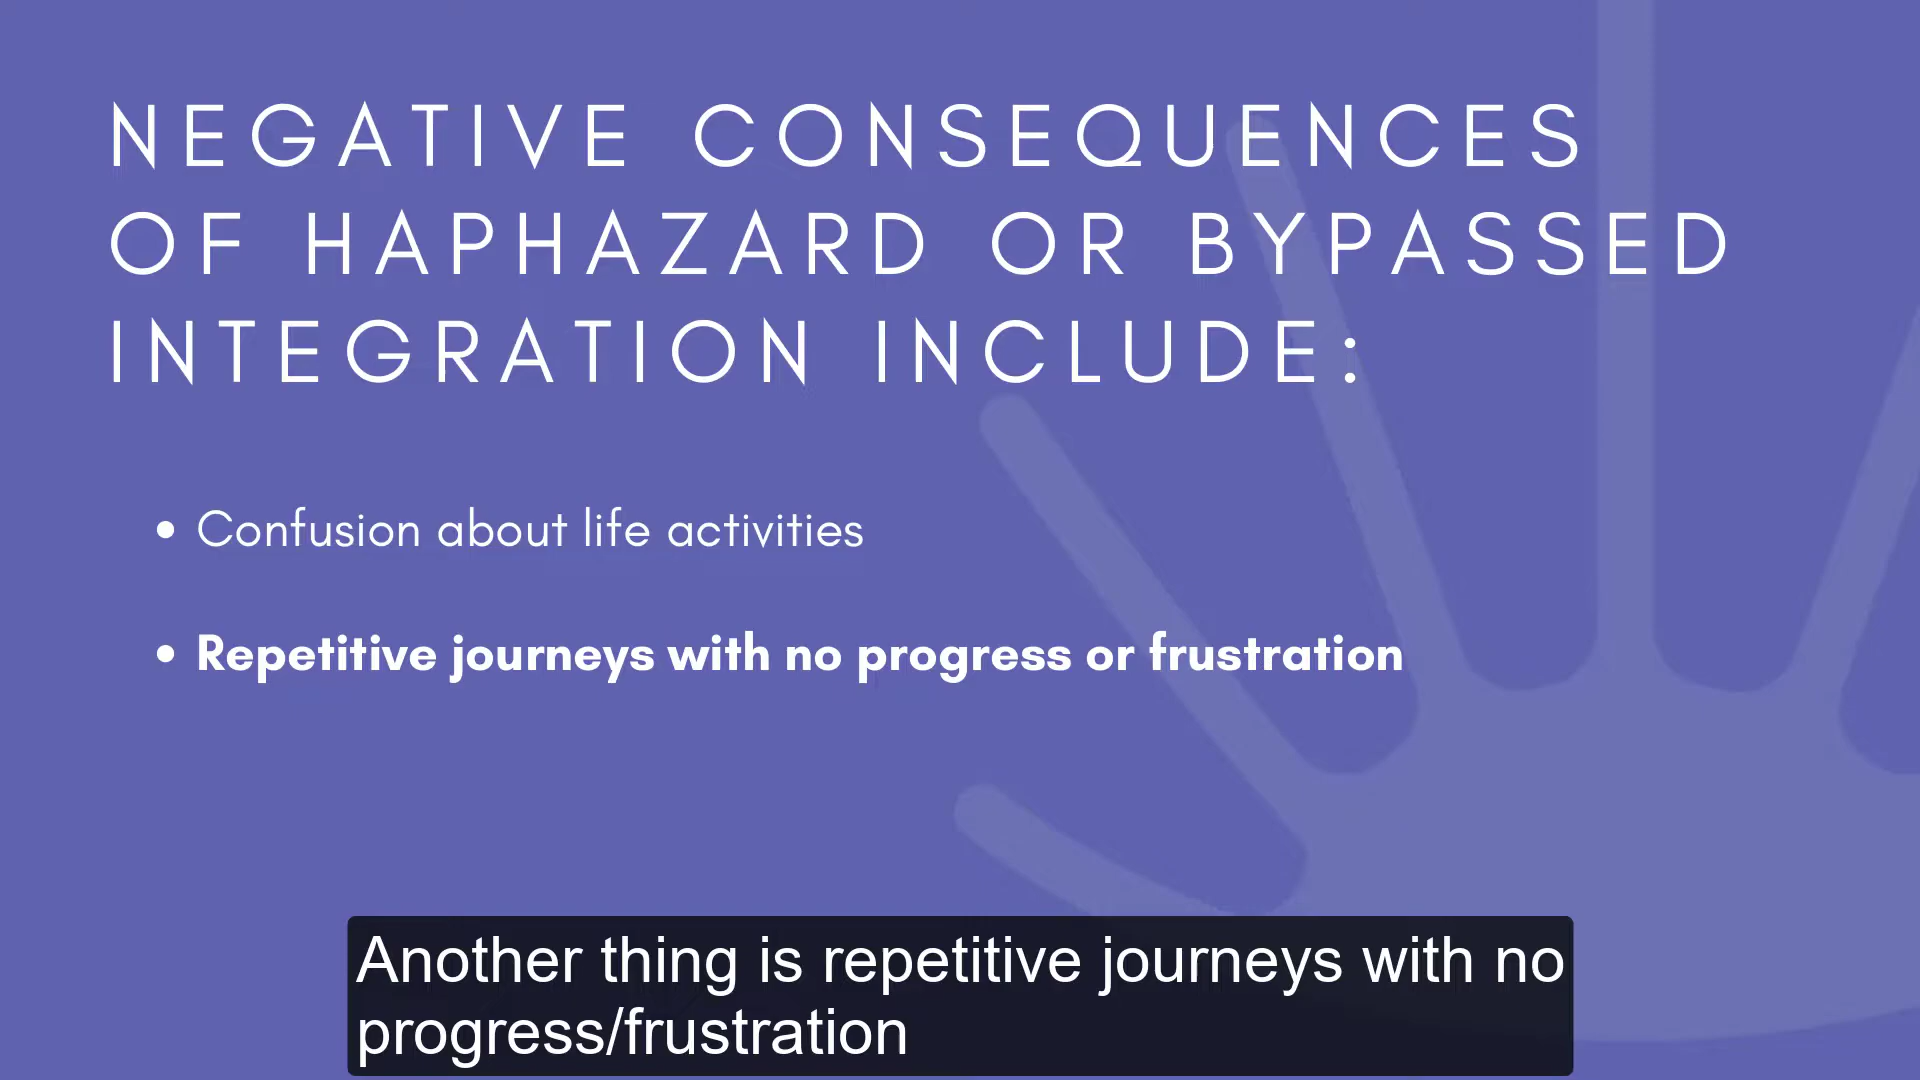 NEGATIVE CONSEQUENCES
OF HAPHAZARD OR BYPASSED
INTEGRATION INCLUDE:
• Confusion about life activities
• Repetitive journeys with no progress or frustration
Another thing is repetitive journeys with no
progress/frustration